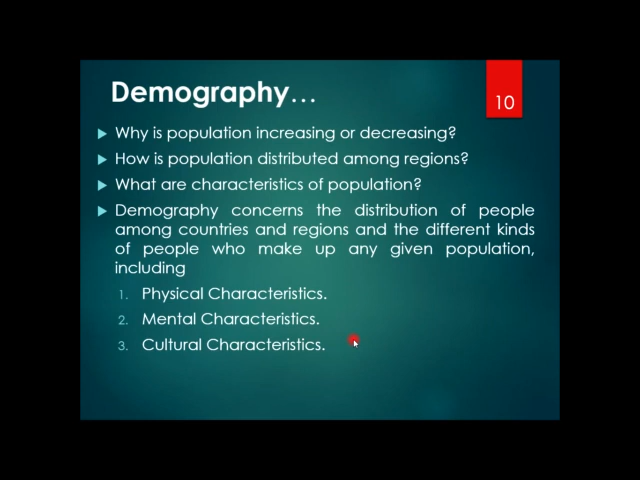 Demography…
10
Why is population increasing or decreasing?
How is population distributed among regions?
What are characteristics of population?
Demography concerns the distribution of people
among countries and regions and the different kinds
of people who make up any given population,
including
1. Physical Characteristics.
2. Mental Characteristics.
3. Cultural Characteristics.